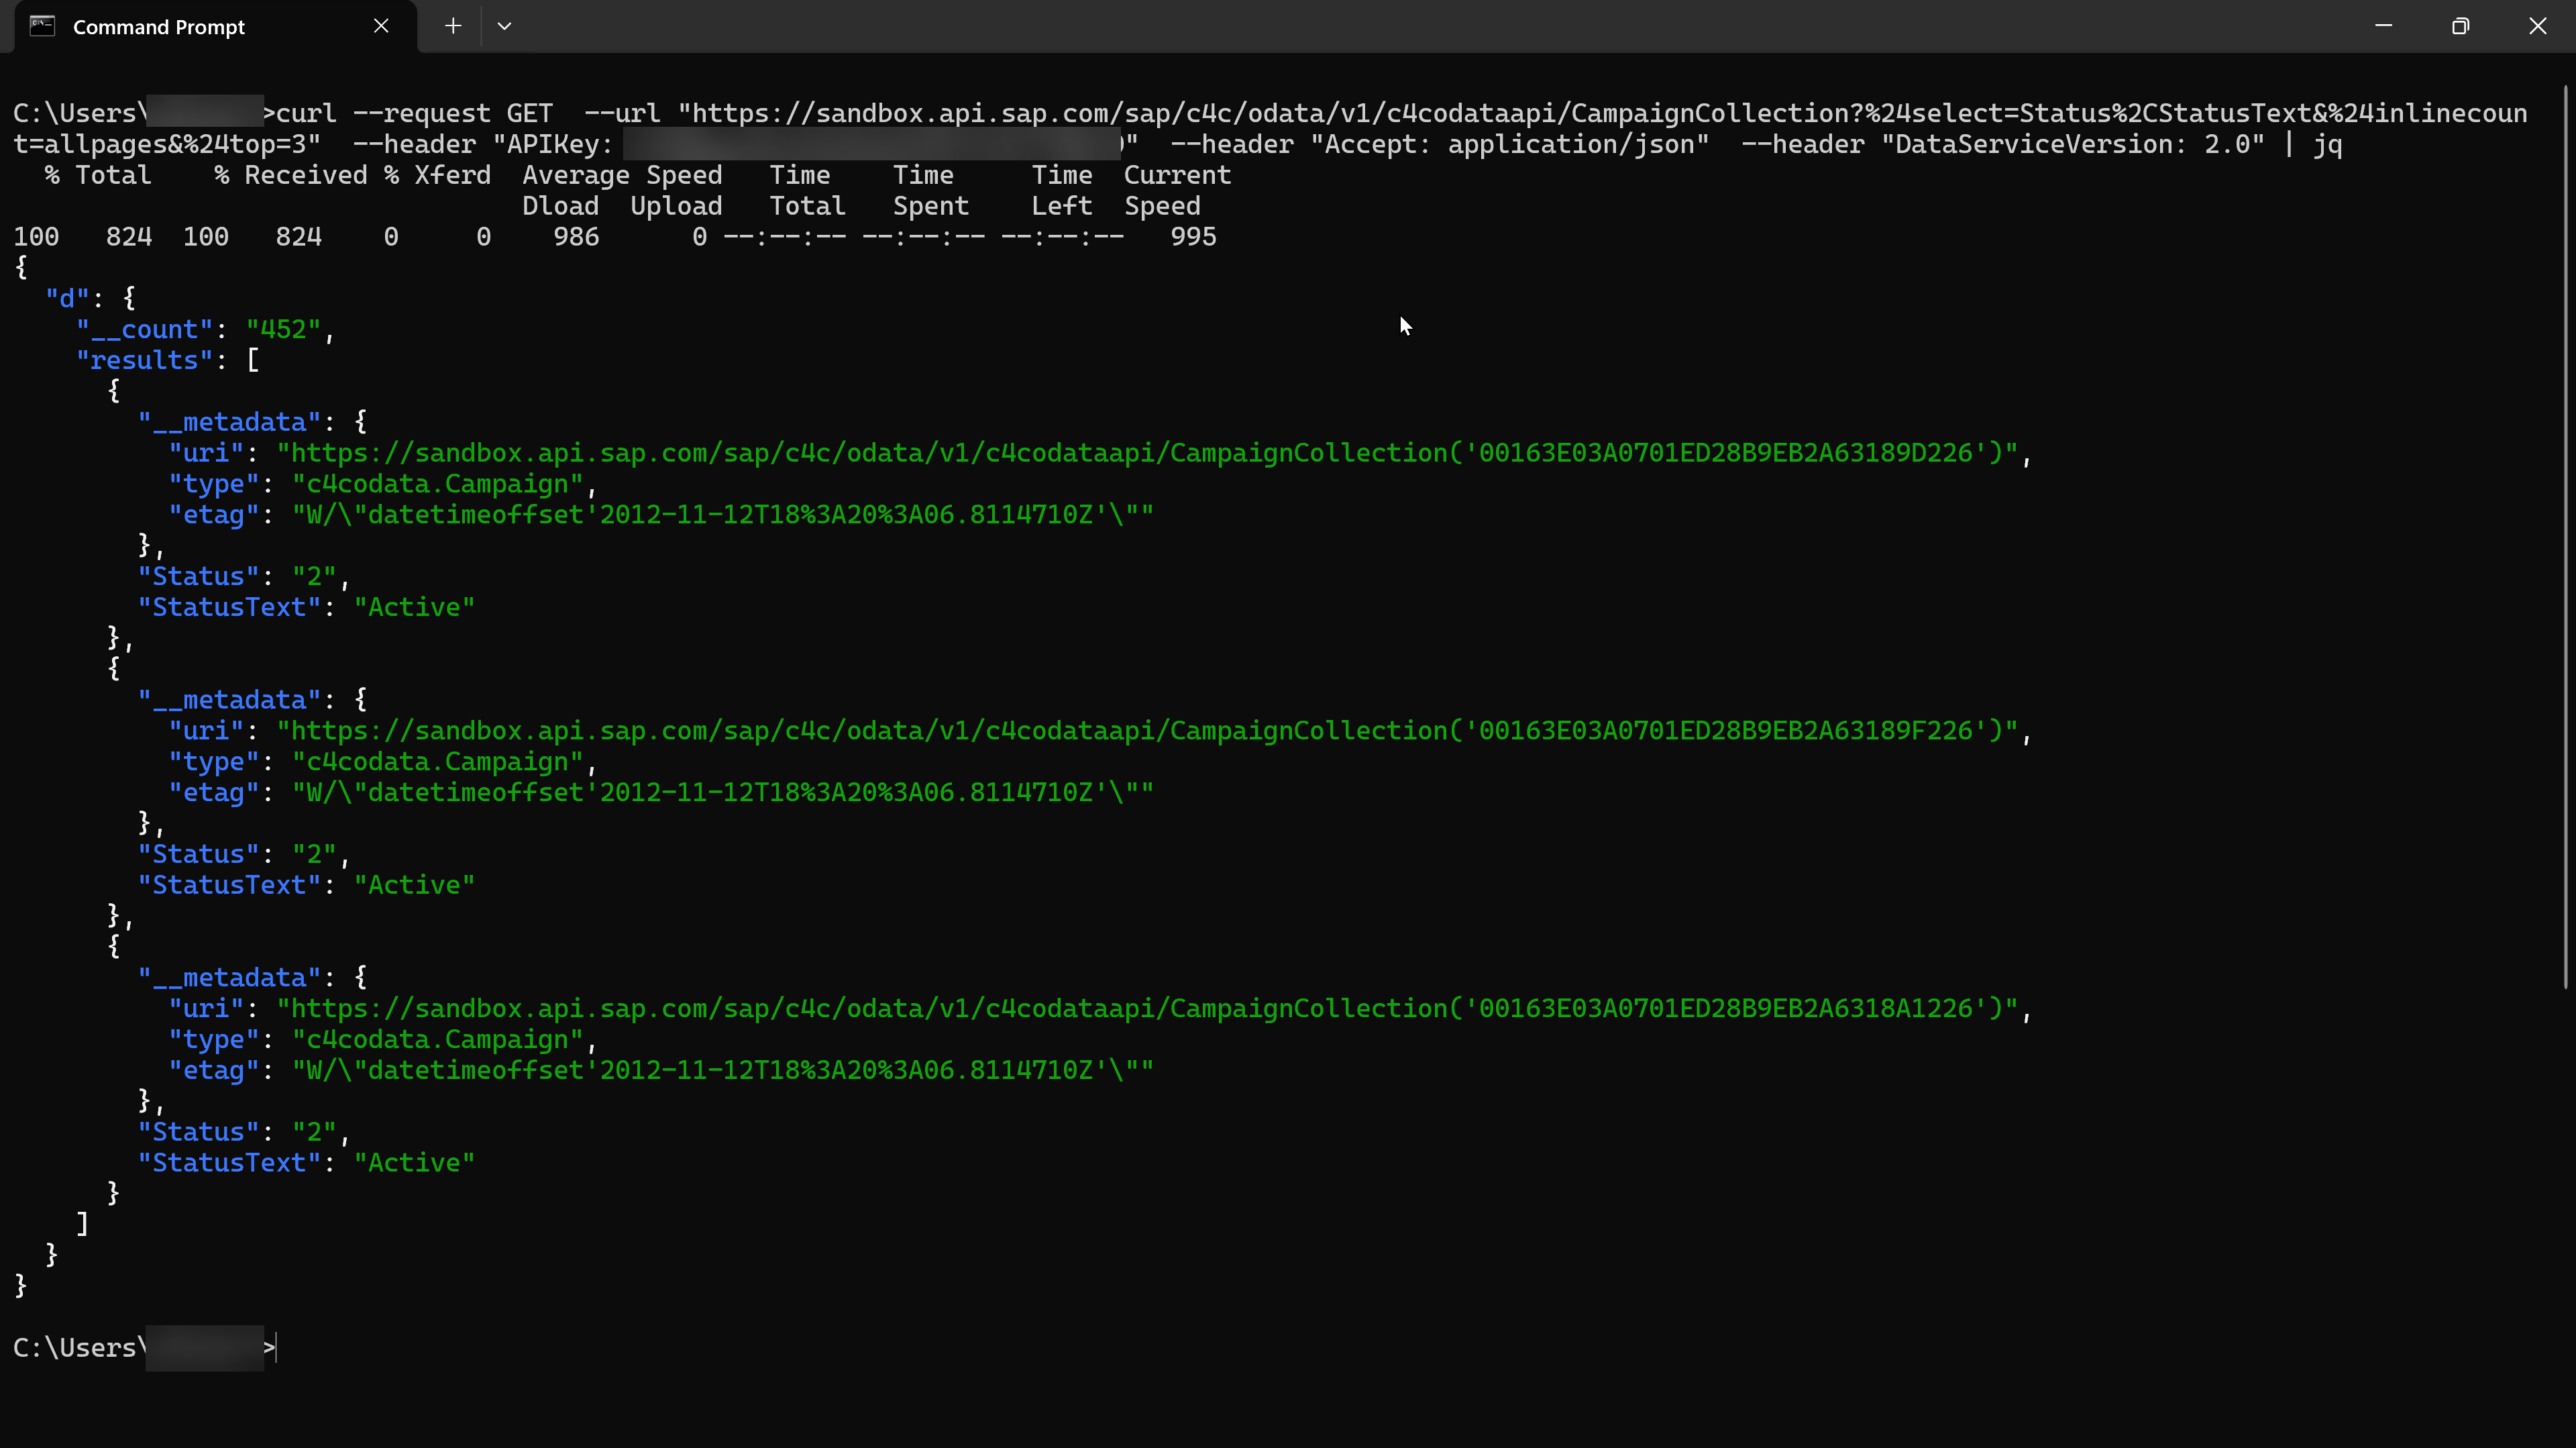 Command Prompt
C:\Users\ >curl --request GET  --url "https://sandbox.api.sap.com/sap/c4c/odata/v1/c4codataapi/CampaignCollection?%24select=Status%2CStatusText&%24inlinecoun
t=allpages&%24top=3"  --header "APIKey: "  --header "Accept: application/json"  --header "DataServiceVersion: 2.0" | jq
  % Total    % Received % Xferd  Average Speed   Time    Time     Time  Current
                                 Dload  Upload   Total   Spent    Left  Speed
100   824  100   824    0     0    986      0 --:--:-- --:--:-- --:--:--   995
{
  "d": {
    "__count": "452",
    "results": [
      {
        "__metadata": {
          "uri": "https://sandbox.api.sap.com/sap/c4c/odata/v1/c4codataapi/CampaignCollection('00163E03A0701ED28B9EB2A63189D226')",
          "type": "c4codata.Campaign",
          "etag": "W/\"datetimeoffset'2012-11-12T18%3A20%3A06.8114710Z'\""
        },
        "Status": "2",
        "StatusText": "Active"
      },
      {
        "__metadata": {
          "uri": "https://sandbox.api.sap.com/sap/c4c/odata/v1/c4codataapi/CampaignCollection('00163E03A0701ED28B9EB2A63189F226')",
          "type": "c4codata.Campaign",
          "etag": "W/\"datetimeoffset'2012-11-12T18%3A20%3A06.8114710Z'\""
        },
        "Status": "2",
        "StatusText": "Active"
      },
      {
        "__metadata": {
          "uri": "https://sandbox.api.sap.com/sap/c4c/odata/v1/c4codataapi/CampaignCollection('00163E03A0701ED28B9EB2A6318A1226')",
          "type": "c4codata.Campaign",
          "etag": "W/\"datetimeoffset'2012-11-12T18%3A20%3A06.8114710Z'\""
        },
        "Status": "2",
        "StatusText": "Active"
      }
    ]
  }
}
C:\Users\ >